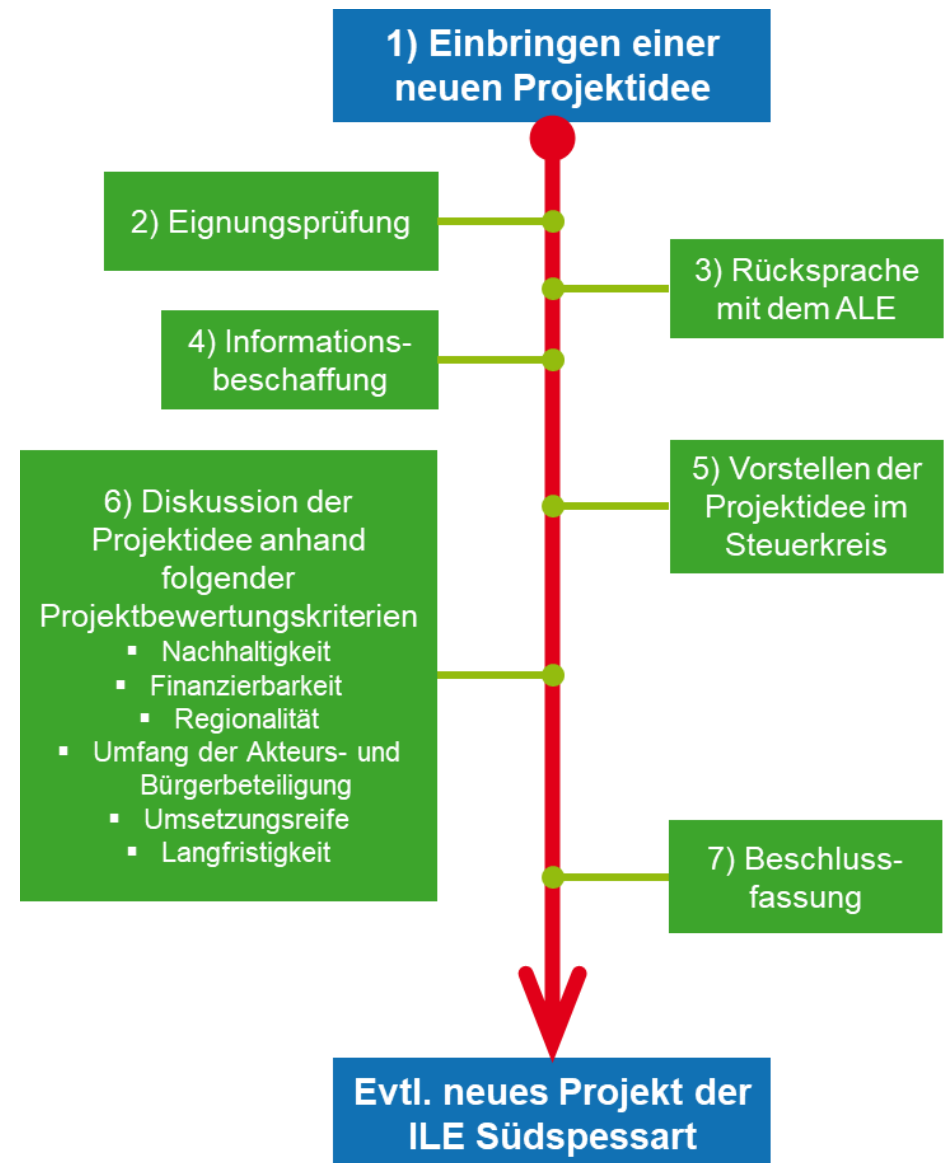 1) Einbringen einer
neuen Projektidee
2) Eignungsprüfung
3) Rücksprache
mit dem ALE
4) Informations-
beschaffung
5) Vorstellen der
Projektidee im
Steuerkreis
6) Diskussion der
Projektidee anhand
folgender
Projektbewertungskriterien
▪ Nachhaltigkeit
▪ Finanzierbarkeit
▪ Regionalität
▪ Umfang der Akteurs- und
Bürgerbeteiligung
▪ Umsetzungsreife
▪ Langfristigkeit
7) Beschluss-
fassung
Evtl. neues Projekt der
ILE Südspessart